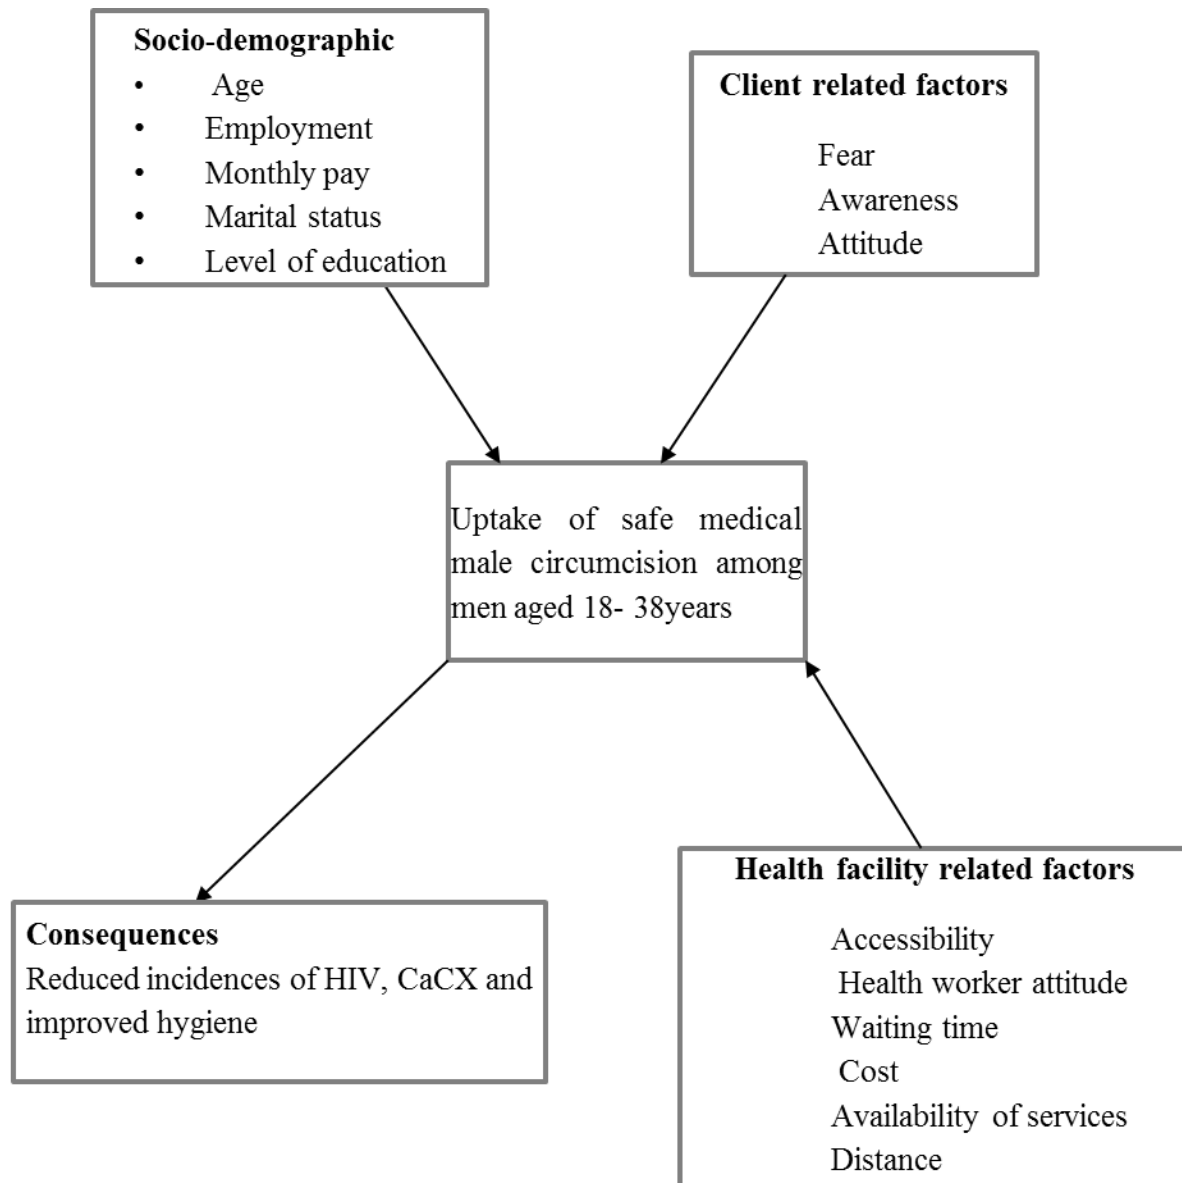 Socio-demographic
• Age
• Employment
• Monthly pay
• Marital status
• Level of education
Client related factors
Fear
Awareness
Attitude
Uptake of safe medical
male circumcision among
men aged 18- 38years
Consequences
Reduced incidences of HIV, CaCX and
improved hygiene
Health facility related factors
Accessibility
Health worker attitude
Waiting time
Cost
Availability of services
Distance